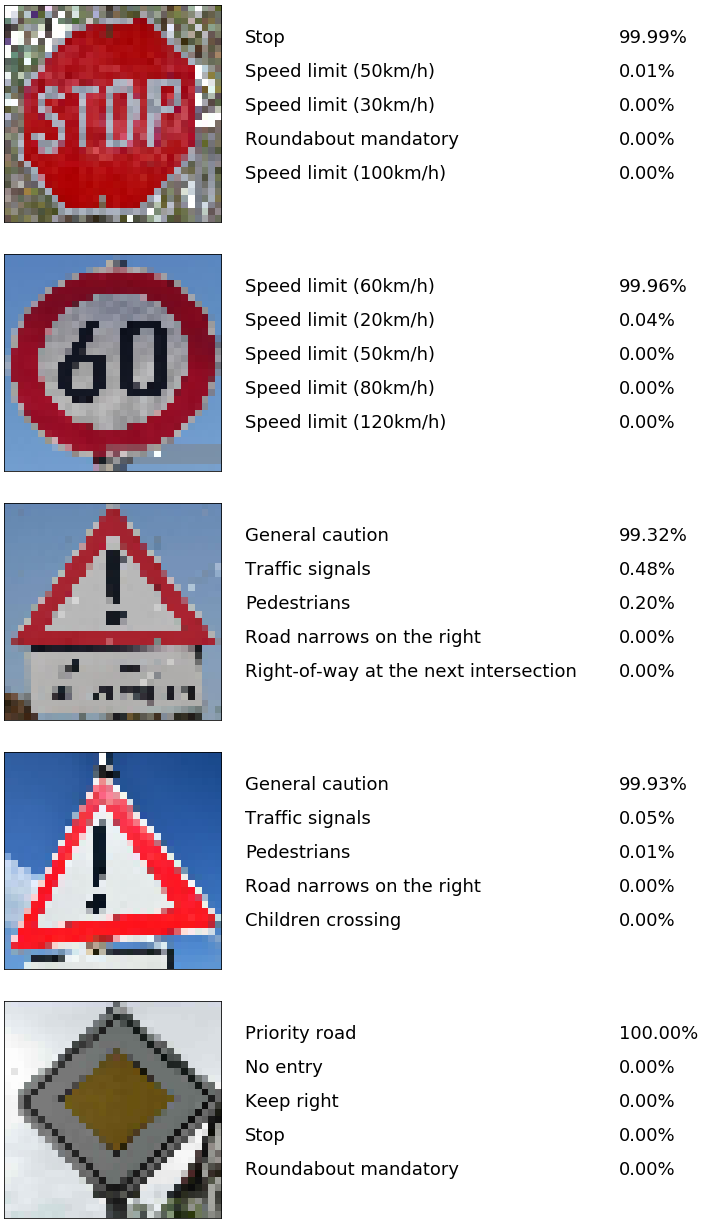 STOP
Stop 99.99%
Speed limit (50km/h) 0.01%
Speed limit (30km/h) 0.00%
Roundabout mandatory 0.00%
Speed limit (100km/h) 0.00%
60
Speed limit (60km/h) 99.96%
Speed limit (20km/h) 0.04%
Speed limit (50km/h) 0.00%
Speed limit (80km/h) 0.00%
Speed limit (120km/h) 0.00%
!
General caution 99.32%
Traffic signals 0.48%
Pedestrians 0.20%
Road narrows on the right 0.00%
Right-of-way at the next intersection 0.00%
!
General caution 99.93%
Traffic signals 0.05%
Pedestrians 0.01%
Road narrows on the right 0.00%
Children crossing 0.00%
Priority road 100.00%
No entry 0.00%
Keep right 0.00%
Stop 0.00%
Roundabout mandatory 0.00%